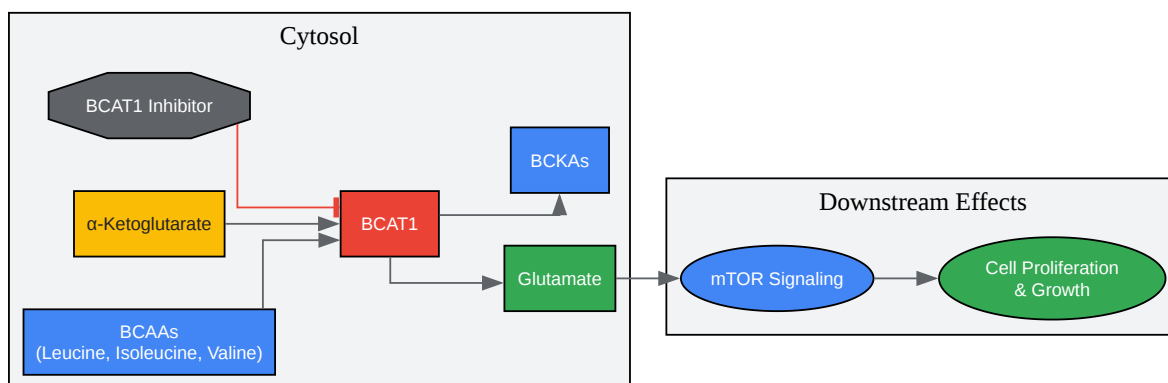 Cytosol
BCAT1 Inhibitor
BCKAs
α-Ketoglutarate
BCAT1
Glutamate
BCAAs
(Leucine, Isoleucine, Valine)
Downstream Effects
mTOR Signaling
Cell Proliferation
& Growth